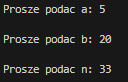 Prosze podac a: 5
Prosze podac b: 20
Prosze podac n: 33